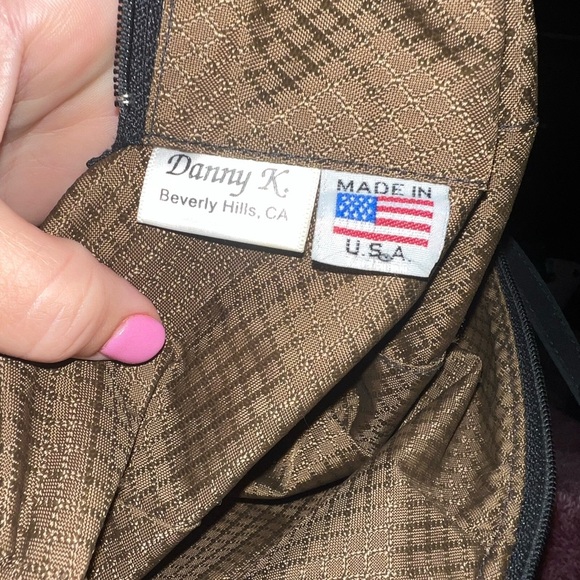 Danny K.
Beverly Hills, CA
MADE IN
U.S.A.